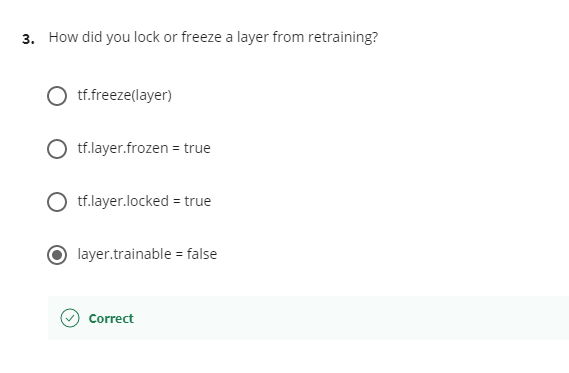 3. How did you lock or freeze a layer from retraining?
tf.freeze(layer)
tf.layer.frozen = true
tf.layer.locked = true
layer.trainable = false
Correct